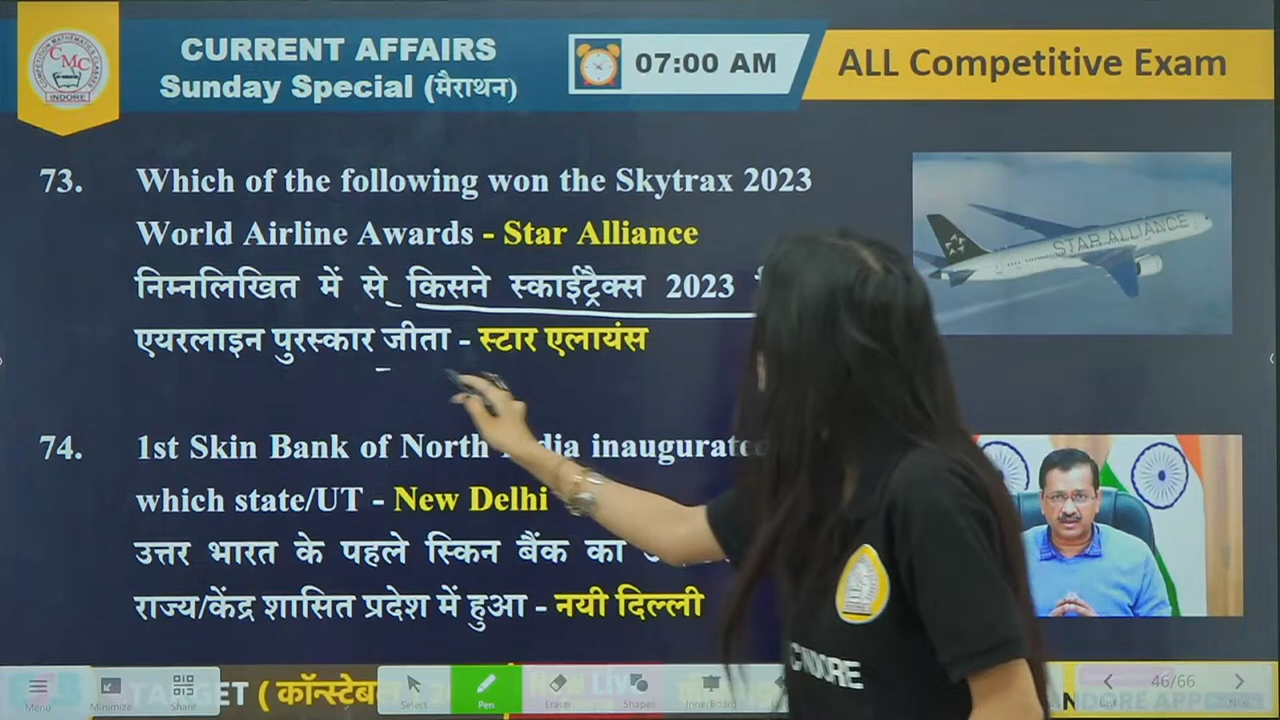 CMC
INDORE
CURRENT AFFAIRS
Sunday Special (मैराथन)
07:00 AM
ALL Competitive Exam
73. Which of the following won the Skytrax 2023
World Airline Awards - Star Alliance
निम्नलिखित में से किसने स्काईट्रैक्स 2023
एयरलाइन पुरस्कार जीता - स्टार एलायंस
STAR ALLIANCE
74. 1st Skin Bank of North inaugurated
which state/UT - New Delhi
उत्तर भारत के पहले स्किन बैंक का
राज्य/केंद्र शासित प्रदेश में हुआ - नयी दिल्ली
INDORE
TARGET ( कॉन्स्टेबल
Menu
Minimize
Share
Select
Pen
Eraser
Shapes
46/66